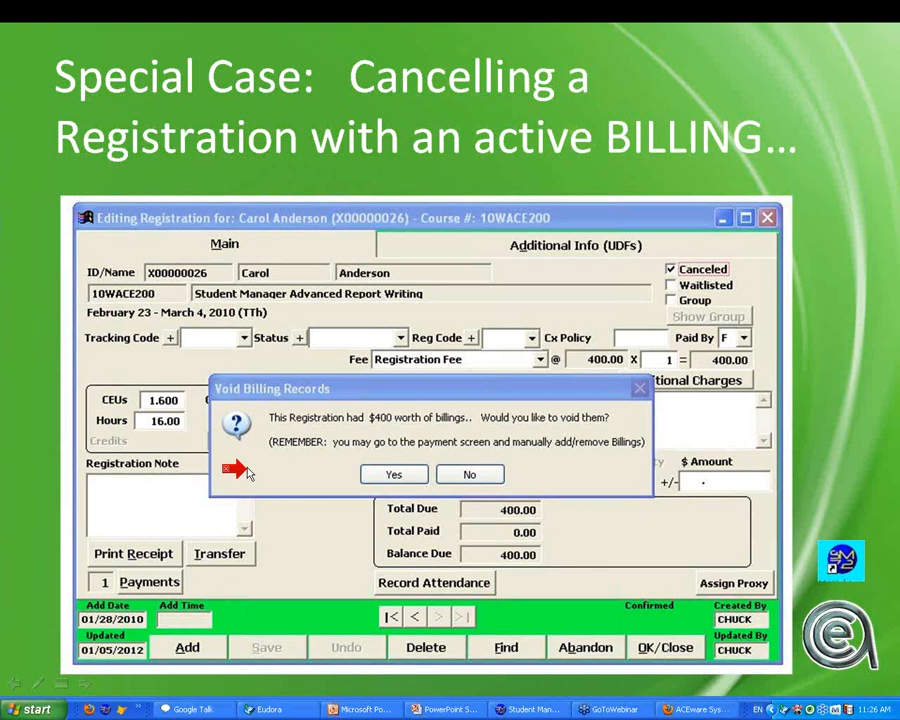 Special Case: Cancelling a
Registration with an active BILLING…
Editing Registration for: Carol Anderson (X00000026) - Course #: 10WACE200
Main
Additional Info (UDFs)
ID/Name X00000026 Carol Anderson
Canceled
10WACE200 Student Manager Advanced Report Writing
Waitlisted
Group
February 23 - March 4, 2010 (TTh)
Show Group
Tracking Code + Status + Reg Code + Cx Policy Paid By F
Fee Registration Fee @ 400.00 X 1 = 400.00
tional Charges
Void Billing Records
CEUs 1.600
Hours 16.00
Credits
This Registration had $400 worth of billings.. Would you like to void them?
(REMEMBER: you may go to the payment screen and manually add/remove Billings)
Yes No
Registration Note
$ Amount
+/- .
Total Due 400.00
Total Paid 0.00
Balance Due 400.00
Print Receipt Transfer
1 Payments
Record Attendance
Assign Proxy
Add Date Add Time Confirmed Created By
01/28/2010 |< < > >| CHUCK
Updated Updated By
01/05/2012 Add Save Undo Delete Find Abandon OK/Close CHUCK
start Google Talk Eudora Microsoft Po... PowerPoint S... Student Man... GoToWebinar ACEware Sys... EN 11:26 AM